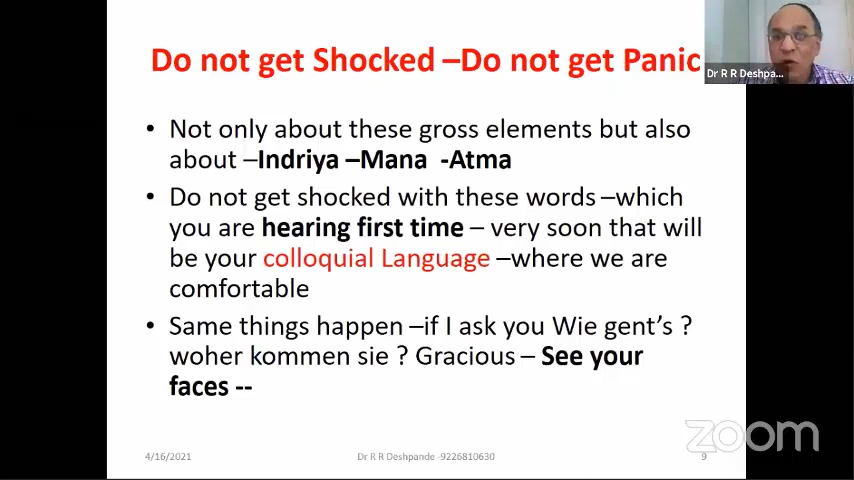 Do not get Shocked –Do not get Panic
Dr R R Deshpa...
• Not only about these gross elements but also
about –Indriya –Mana -Atma
• Do not get shocked with these words –which
you are hearing first time – very soon that will
be your colloquial Language –where we are
comfortable
• Same things happen –if I ask you Wie gent's ?
woher kommen sie ? Gracious – See your
faces --
zoom
4/16/2021 Dr R R Deshpande -9226810630 9